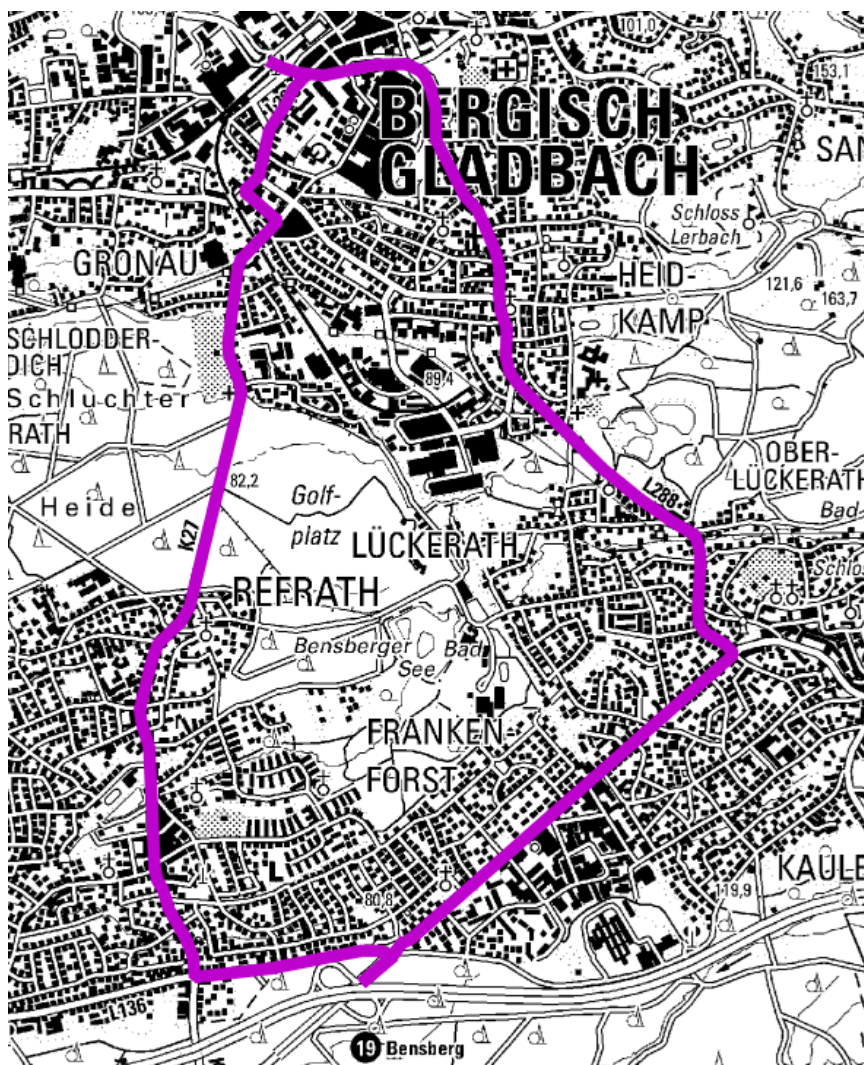 101,0
153,1
BERGISCH
GLADBACH
SAN
Schloss
Lerbach
GRONAU
HEID-
KAMP
121,6
163,7
SCHLODDER-
DICH
Schluchter
RATH
89,4
OBER-
LÜCKERATH
Bad
82,2
Golf-
platz
Heide
L288
K27
LÜCKERATH
REFRATH
Schlo
Bensberger
See
Bad
FRANKEN-
FORST
80,8
KAULE
119,9
L136
19 Bensberg